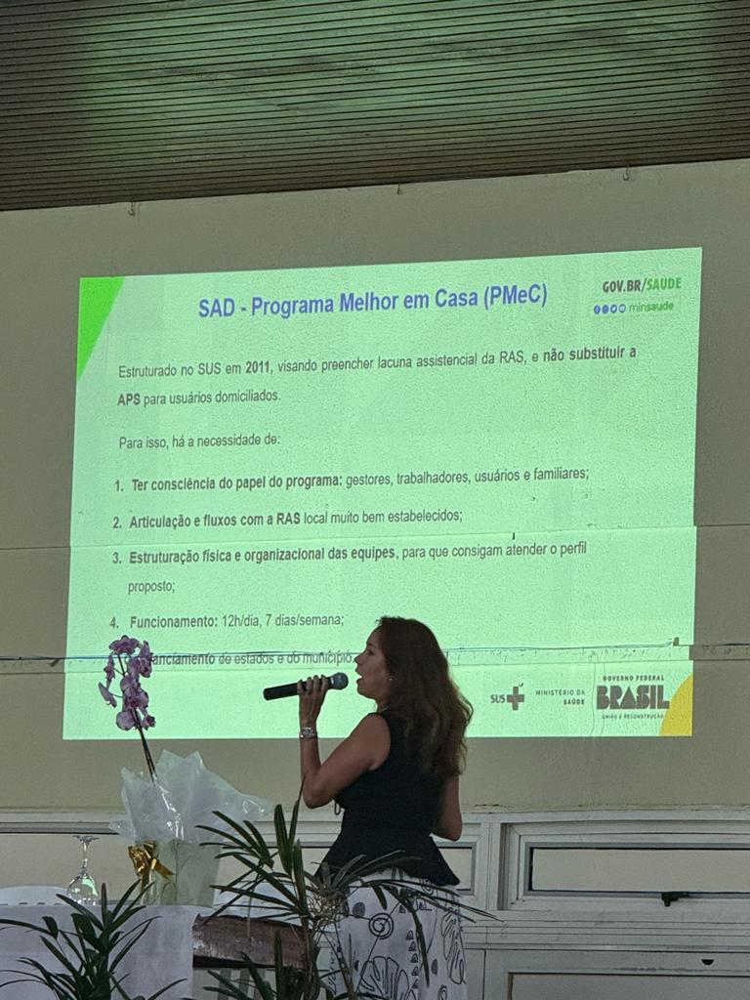 SAD - Programa Melhor em Casa (PMeC)
GOV.BR/SAUDE
minsaude
Estruturado no SUS em 2011, visando preencher lacuna assistencial da RAS, e não substituir a
APS para usuários domiciliados.
Para isso, há a necessidade de:
1. Ter consciência do papel do programa: gestores, trabalhadores, usuários e familiares;
2. Articulação e fluxos com a RAS local muito bem estabelecidos;
3. Estruturação física e organizacional das equipes, para que consigam atender o perfil
proposto;
4. Funcionamento: 12h/dia, 7 dias/semana;
de estados e do município
SUS
MINISTÉRIO DA
SAÚDE
GOVERNO FEDERAL
BRASIL
UNIÃO E RECONSTRUÇÃO